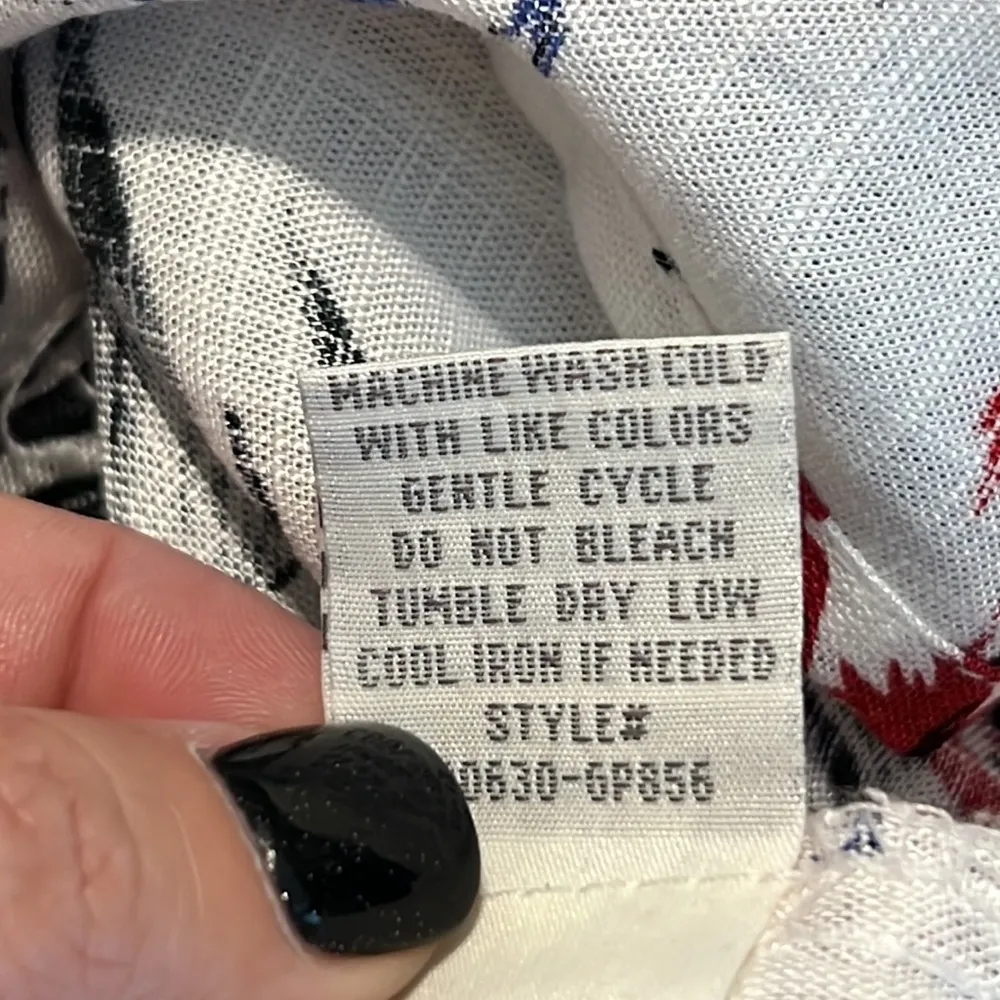 MACHINE WASH COLD
WITH LIKE COLORS
GENTLE CYCLE
DO NOT BLEACH
TUMBLE DRY LOW
COOL IRON IF NEEDED
STYLE#
0630-GP856